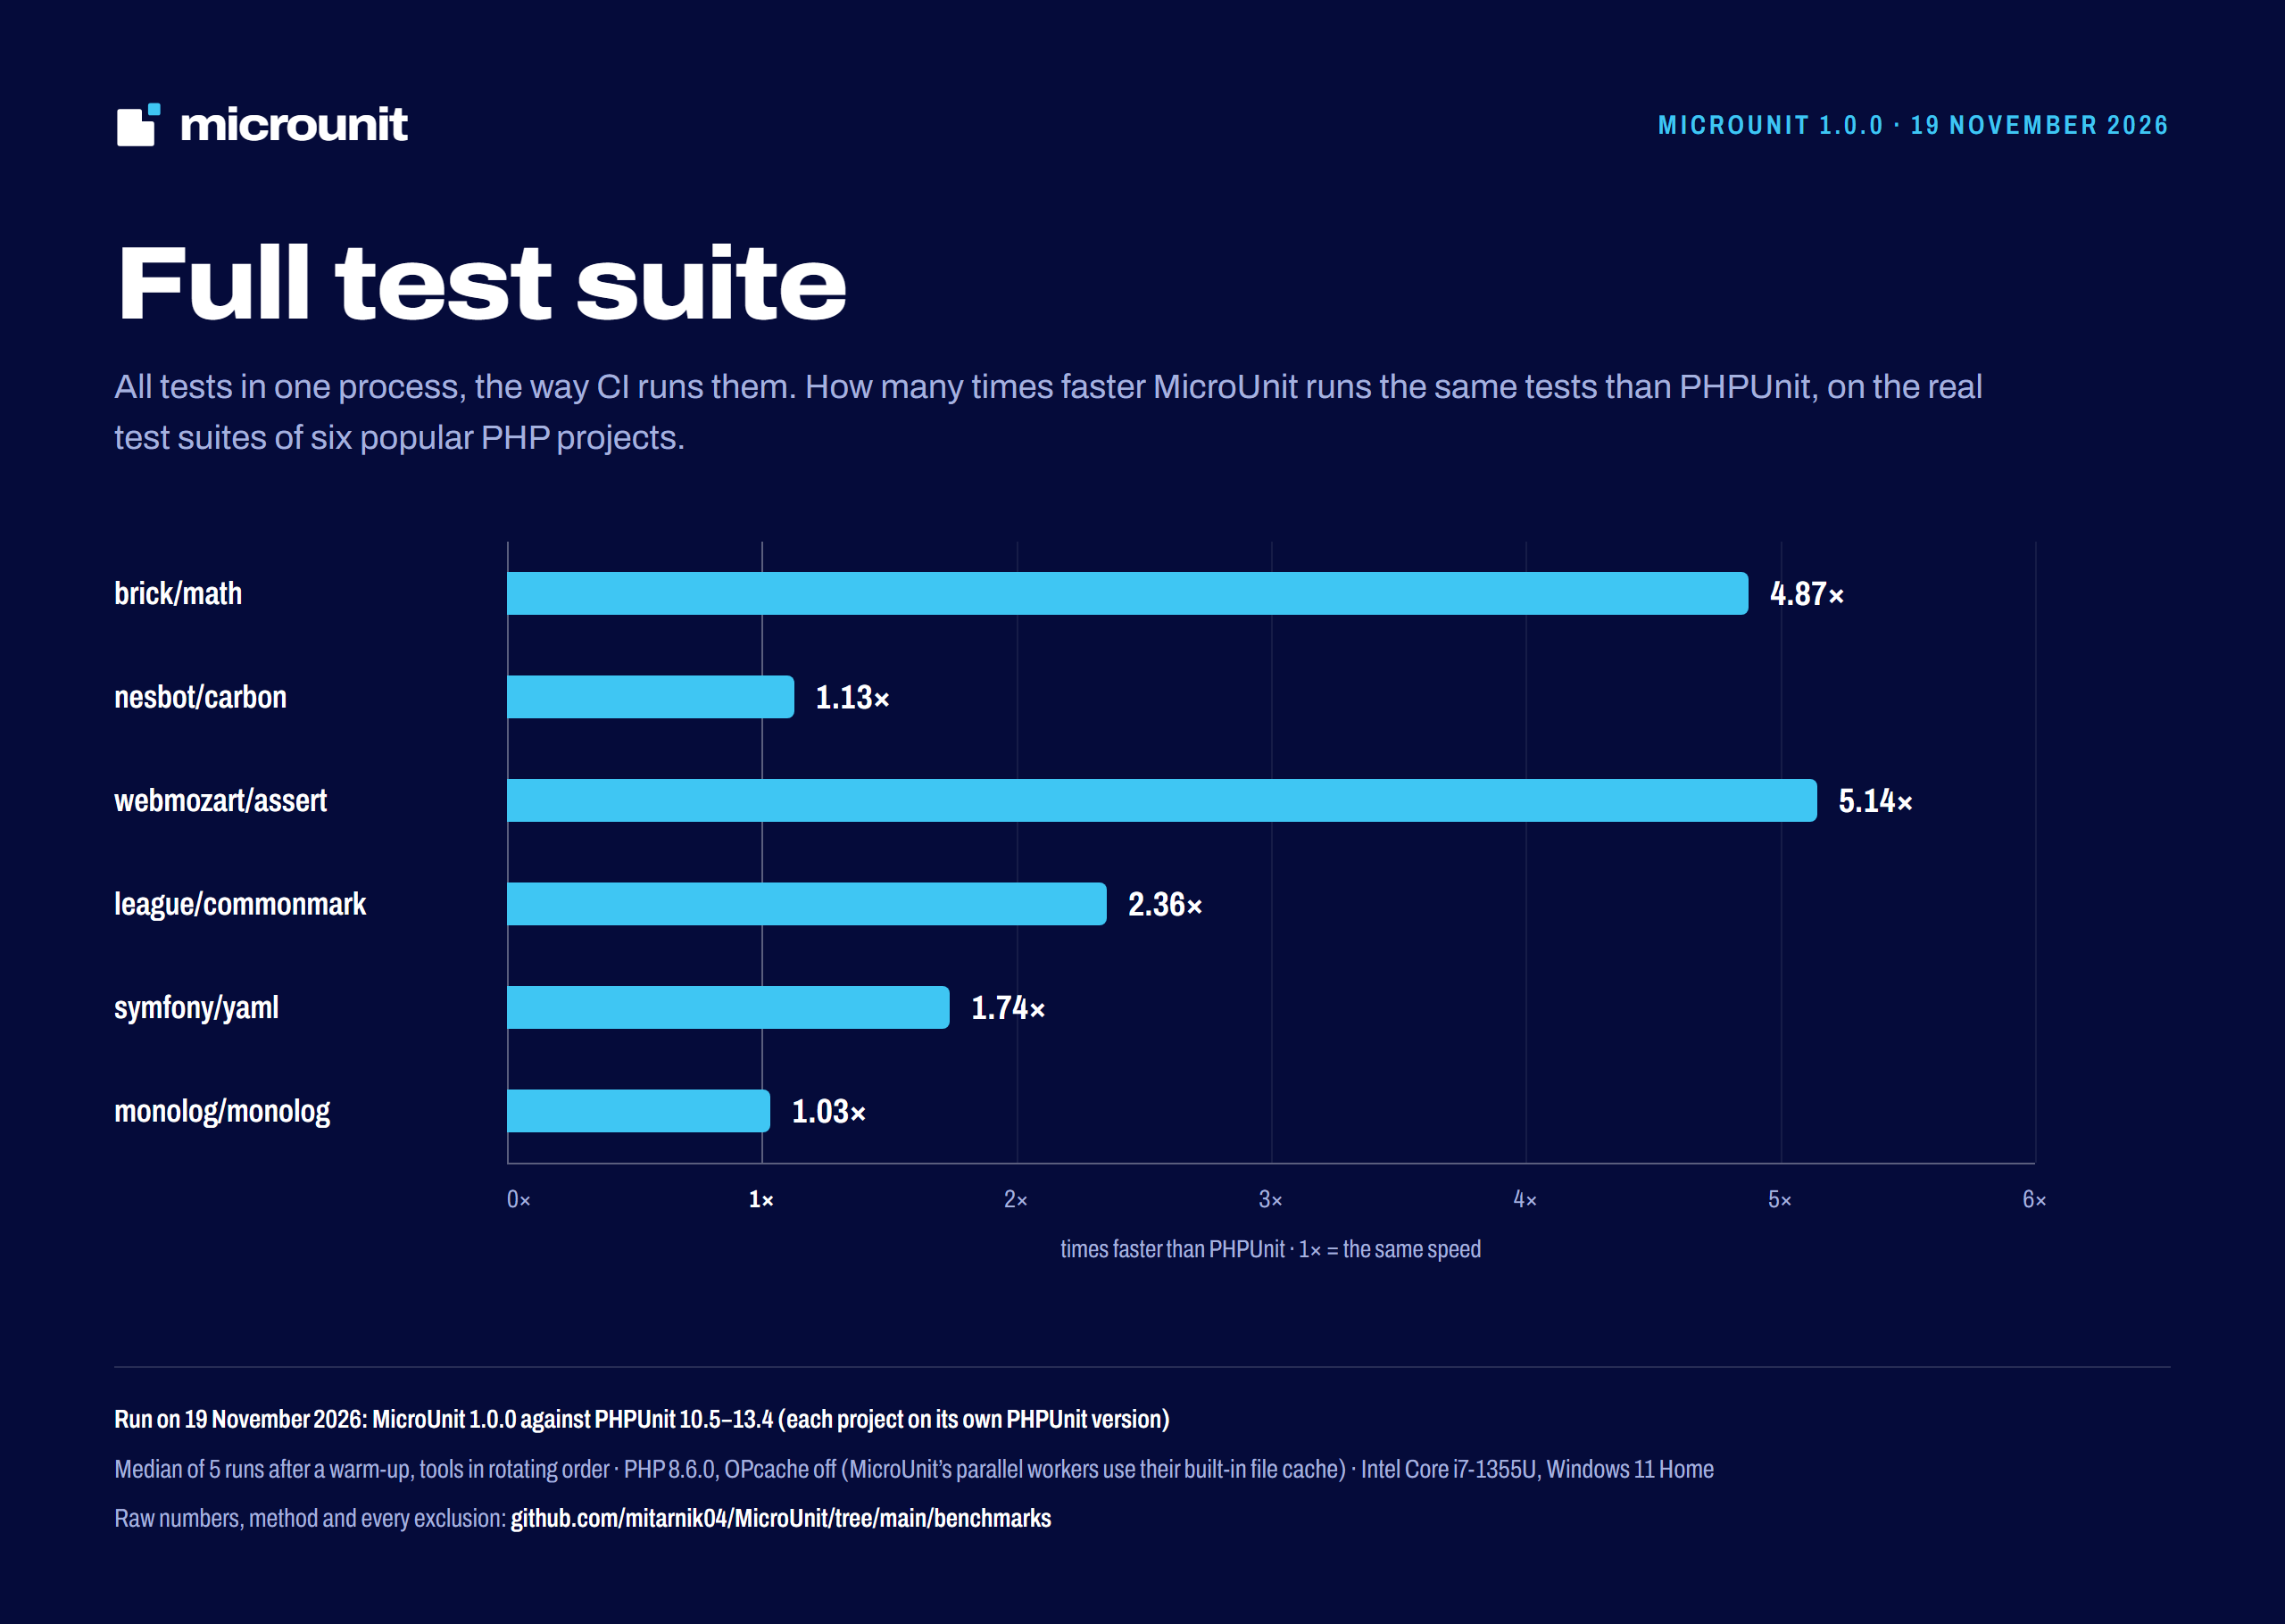 microunit
MICROUNIT 1.0.0 · 19 NOVEMBER 2026
Full test suite
All tests in one process, the way CI runs them. How many times faster MicroUnit runs the same tests than PHPUnit, on the real
test suites of six popular PHP projects.
brick/math 4.87×
nesbot/carbon 1.13×
webmozart/assert 5.14×
league/commonmark 2.36×
symfony/yaml 1.74×
monolog/monolog 1.03×
0× 1× 2× 3× 4× 5× 6×
times faster than PHPUnit · 1× = the same speed
Run on 19 November 2026: MicroUnit 1.0.0 against PHPUnit 10.5–13.4 (each project on its own PHPUnit version)
Median of 5 runs after a warm-up, tools in rotating order · PHP 8.6.0, OPcache off (MicroUnit’s parallel workers use their built-in file cache) · Intel Core i7-1355U, Windows 11 Home
Raw numbers, method and every exclusion: github.com/mitarnik04/MicroUnit/tree/main/benchmarks